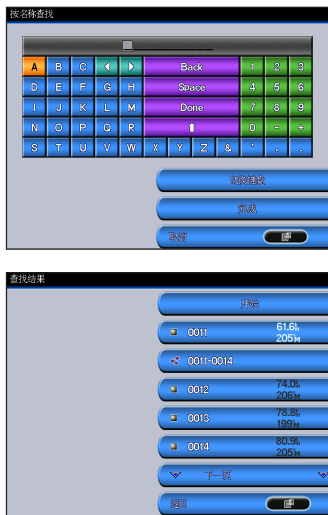 按名称查找
A B C Back 1 2 3
D E F G H Space 4 5 6
I J K L M Done 7 8 9
N O P Q R 0 - +
S T U V W X Y Z & ' , .
完成
取消
查找结果
开始
0011 61.6
205°M
0011-0014
0012 74.0
206°M
0013 78.8
199°M
0014 80.9
205°M
下一页
返回